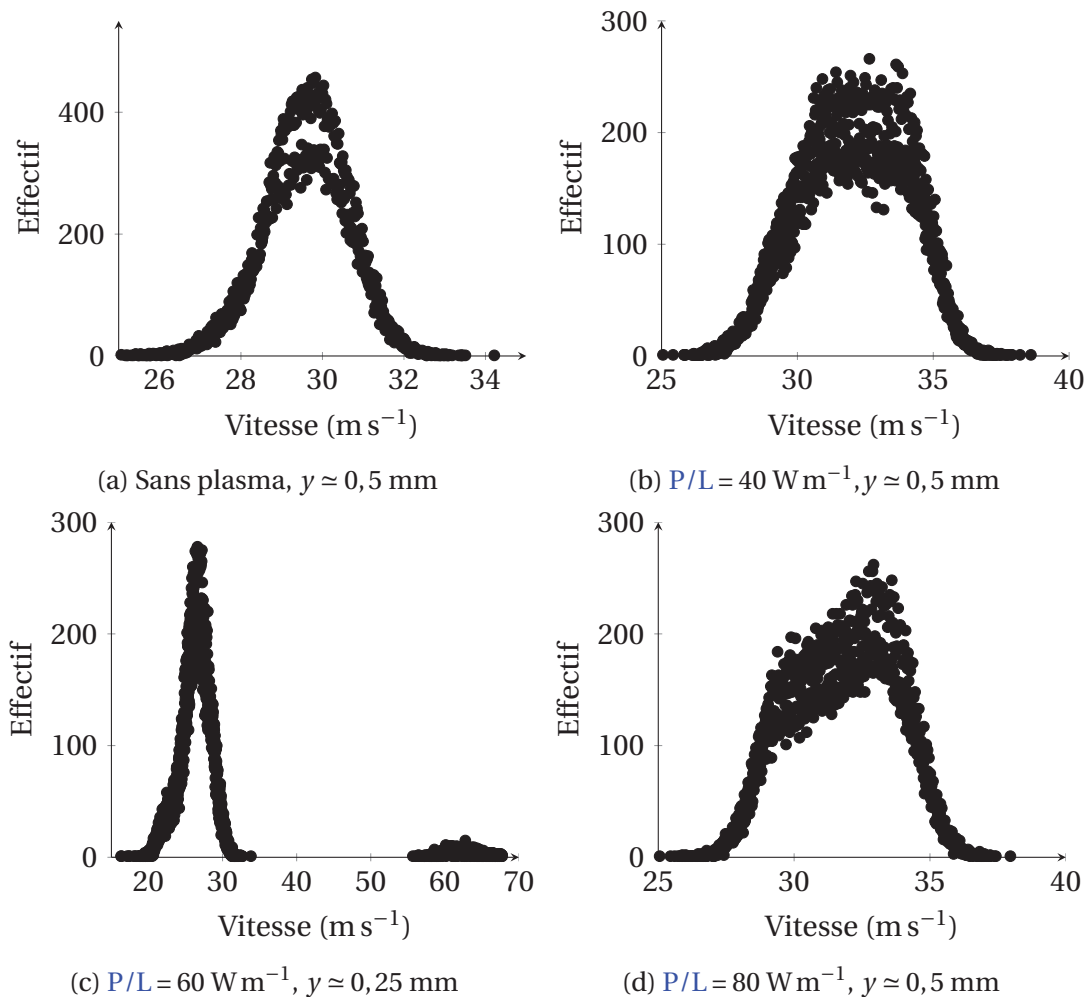 Effectif
400
200
0
26 28 30 32 34
Vitesse (m s⁻¹)
(a) Sans plasma, y ≃ 0,5 mm
Effectif
300
200
100
0
25 30 35 40
Vitesse (m s⁻¹)
(b) P/L = 40 W m⁻¹, y ≃ 0,5 mm
Effectif
300
200
100
0
20 30 40 50 60 70
Vitesse (m s⁻¹)
(c) P/L = 60 W m⁻¹, y ≃ 0,25 mm
Effectif
300
200
100
0
25 30 35 40
Vitesse (m s⁻¹)
(d) P/L = 80 W m⁻¹, y ≃ 0,5 mm